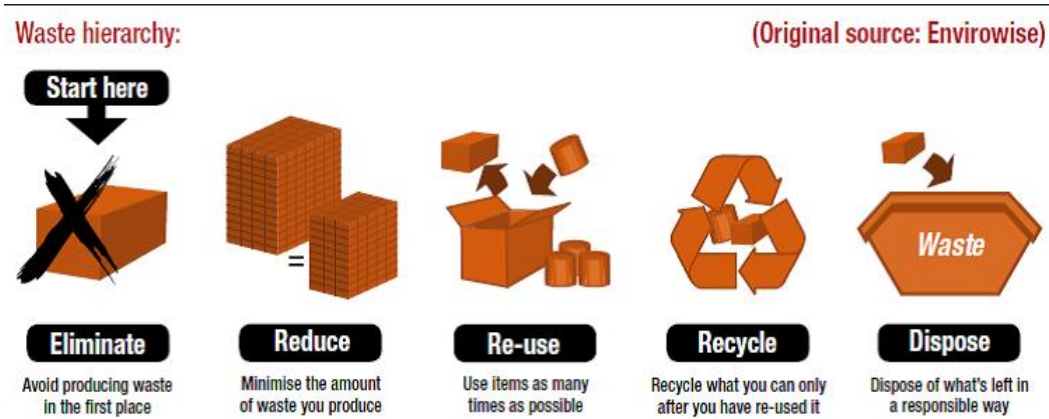 Waste hierarchy:
(Original source: Envirowise)
Start here
=
Waste
Eliminate
Avoid producing waste
in the first place
Reduce
Minimise the amount
of waste you produce
Re-use
Use items as many
times as possible
Recycle
Recycle what you can only
after you have re-used it
Dispose
Dispose of what's left in
a responsible way